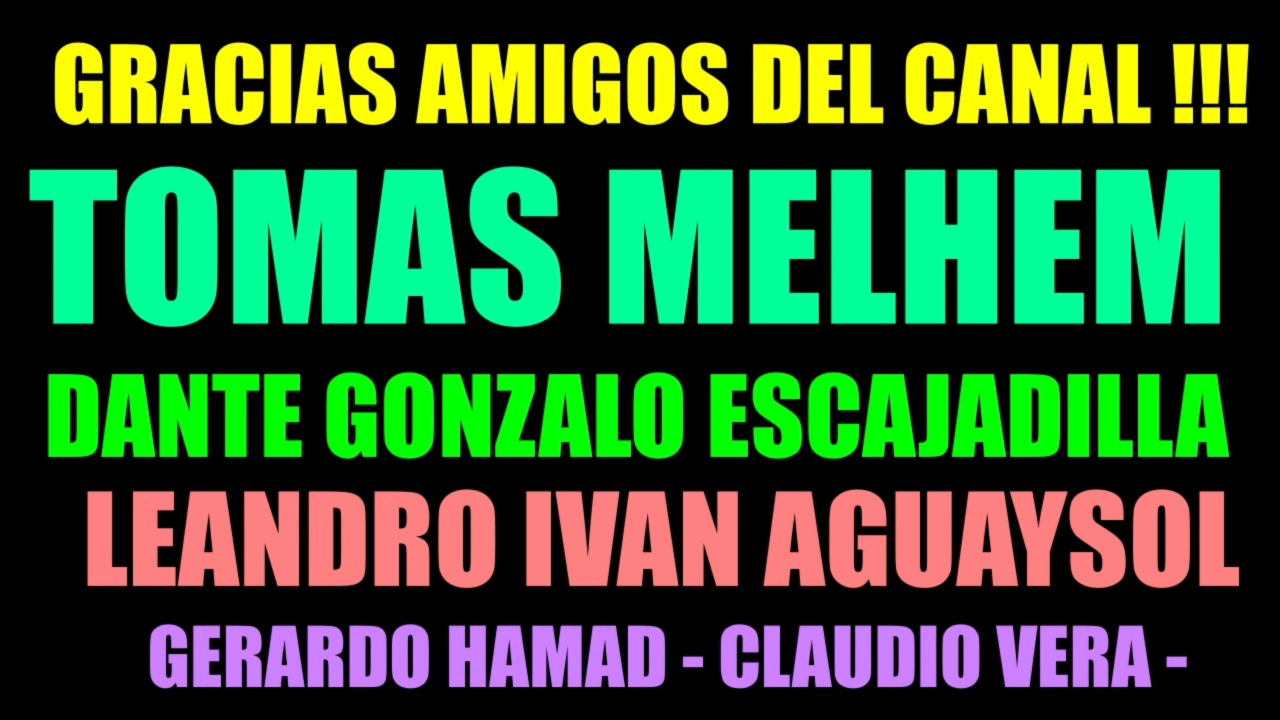 GRACIAS AMIGOS DEL CANAL !!!
TOMAS MELHEM
DANTE GONZALO ESCAJADILLA
LEANDRO IVAN AGUAYSOL
GERARDO HAMAD - CLAUDIO VERA -